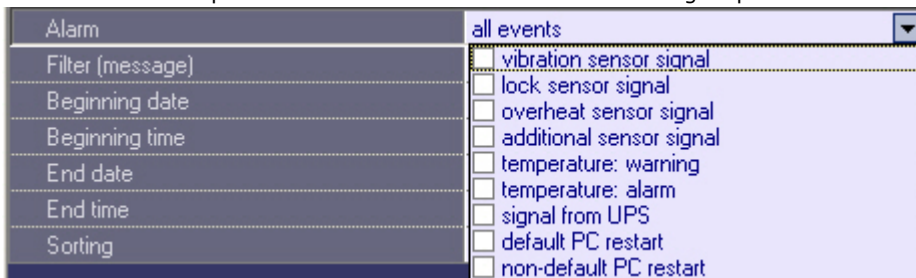 Alarm
all events
Filter (message)
vibration sensor signal
lock sensor signal
Beginning date
overheat sensor signal
Beginning time
additional sensor signal
End date
temperature: warning
temperature: alarm
End time
signal from UPS
Sorting
default PC restart
non-default PC restart